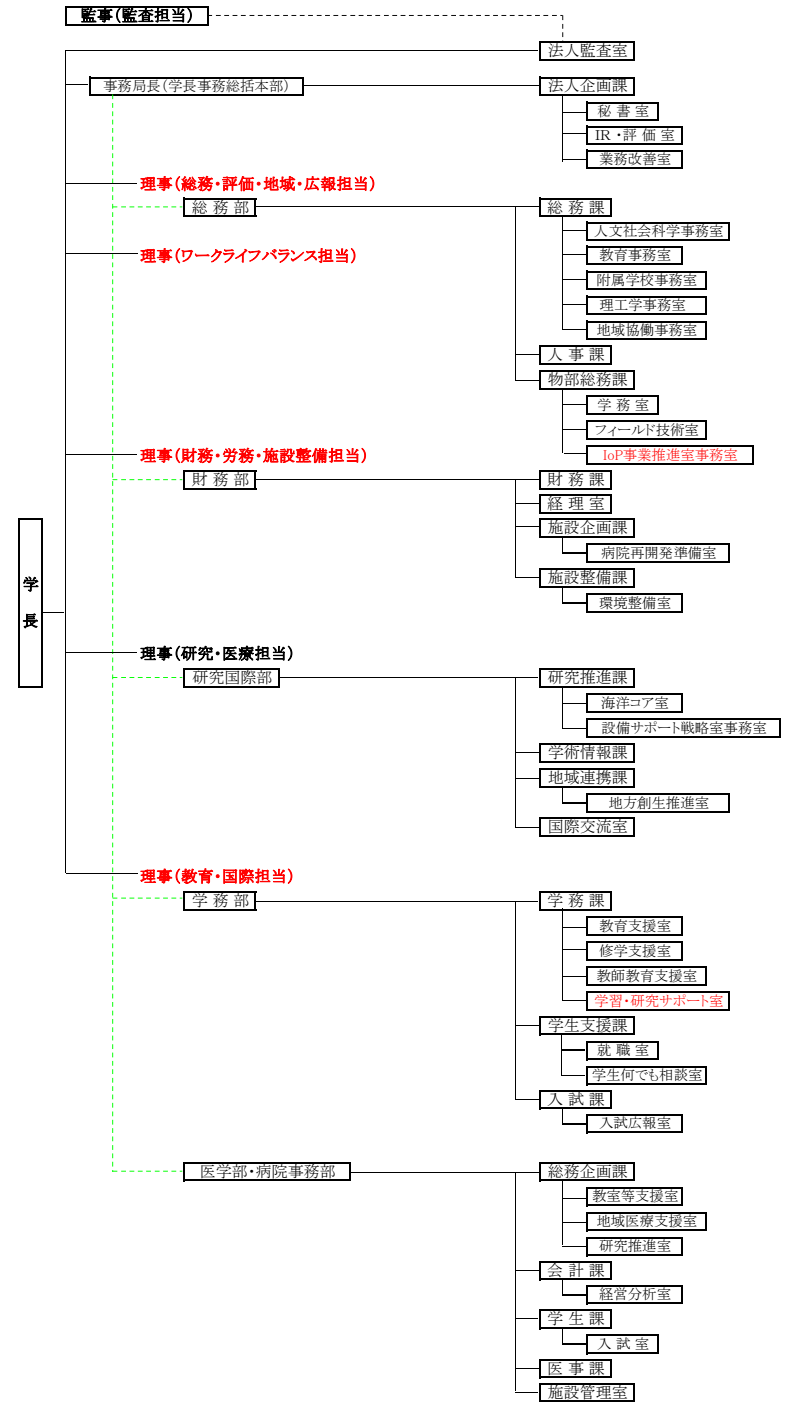 監事(監査担当)
法人監査室
事務局長(学長事務総括本部)
法人企画課
秘書室
IR・評価室
業務改善室
理事(総務・評価・地域・広報担当)
総務部
総務課
人文社会科学事務室
理事(ワークライフバランス担当)
教育事務室
附属学校事務室
理工学事務室
地域協働事務室
人事課
物部総務課
学務室
フィールド技術室
理事(財務・労務・施設整備担当)
IoP事業推進室事務室
財務部
財務課
経理室
施設企画課
病院再開発準備室
施設整備課
環境整備室
学長
理事(研究・医療担当)
研究国際部
研究推進課
海洋コア室
設備サポート戦略室事務室
学術情報課
地域連携課
地方創生推進室
国際交流室
理事(教育・国際担当)
学務部
学務課
教育支援室
修学支援室
教師教育支援室
学習・研究サポート室
学生支援課
就職室
学生何でも相談室
入試課
入試広報室
医学部・病院事務部
総務企画課
教室等支援室
地域医療支援室
研究推進室
会計課
経営分析室
学生課
入試室
医事課
施設管理室